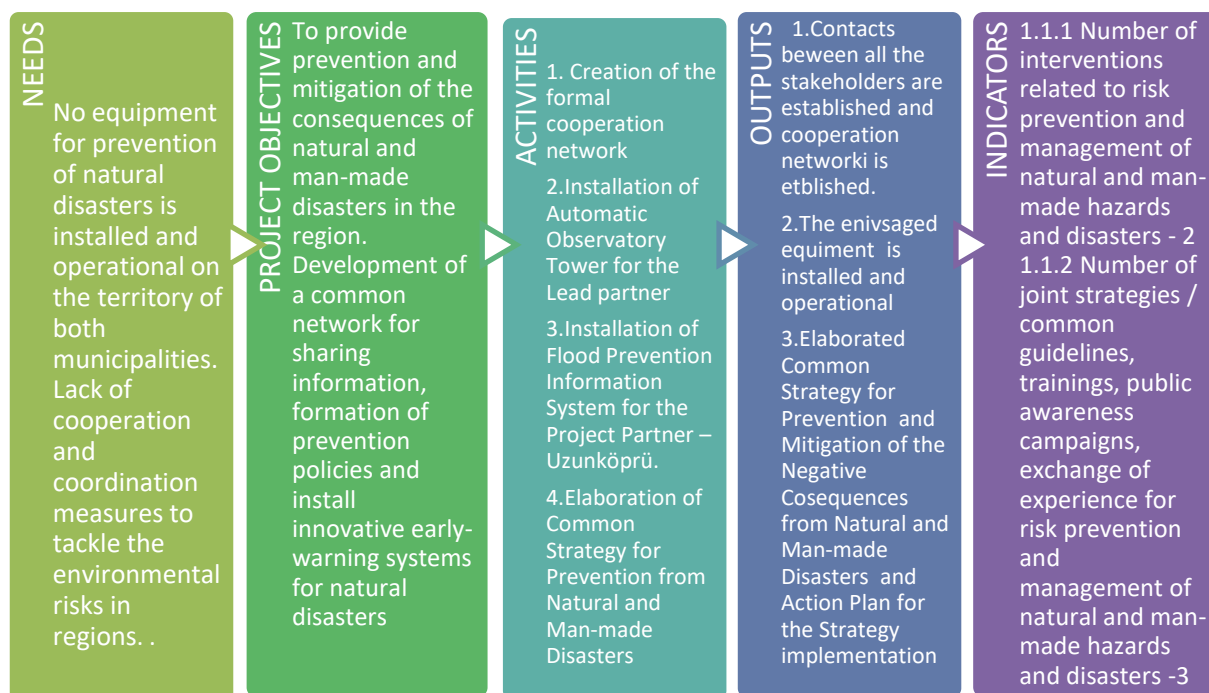 NEEDS
No equipment
for prevention
of natural
disasters is
installed and
operational on
the territory of
both
municipalities.
Lack of
cooperation
and
coordination
measures to
tackle the
environmental
risks in
regions. .
PROJECT OBJECTIVES
To provide
prevention and
mitigation of the
consequences of
natural and
man-made
disasters in the
region.
Development of
a common
network for
sharing
information,
formation of
prevention
policies and
install
innovative early-
warning systems
for natural
disasters
ACTIVITIES
1. Creation of the
formal
cooperation
network
2.Installation of
Automatic
Observatory
Tower for the
Lead partner
3.Installation of
Flood Prevention
Information
System for the
Project Partner –
Uzunköprü.
4.Elaboration of
Common
Strategy for
Prevention from
Natural and
Man-made
Disasters
OUTPUTS
1.Contacts
beween all the
stakeholders are
established and
cooperation
networki is
etblished.
2.The enivsaged
equiment is
installed and
operational
3.Elaborated
Common
Strategy for
Prevention and
Mitigation of the
Negative
Cosequences
from Natural and
Man-made
Disasters and
Action Plan for
the Strategy
implementation
INDICATORS
1.1.1 Number of
interventions
related to risk
prevention and
management of
natural and man-
made hazards
and disasters - 2
1.1.2 Number of
joint strategies /
common
guidelines,
trainings, public
awareness
campaigns,
exchange of
experience for
risk prevention
and
management of
natural and man-
made hazards
and disasters -3